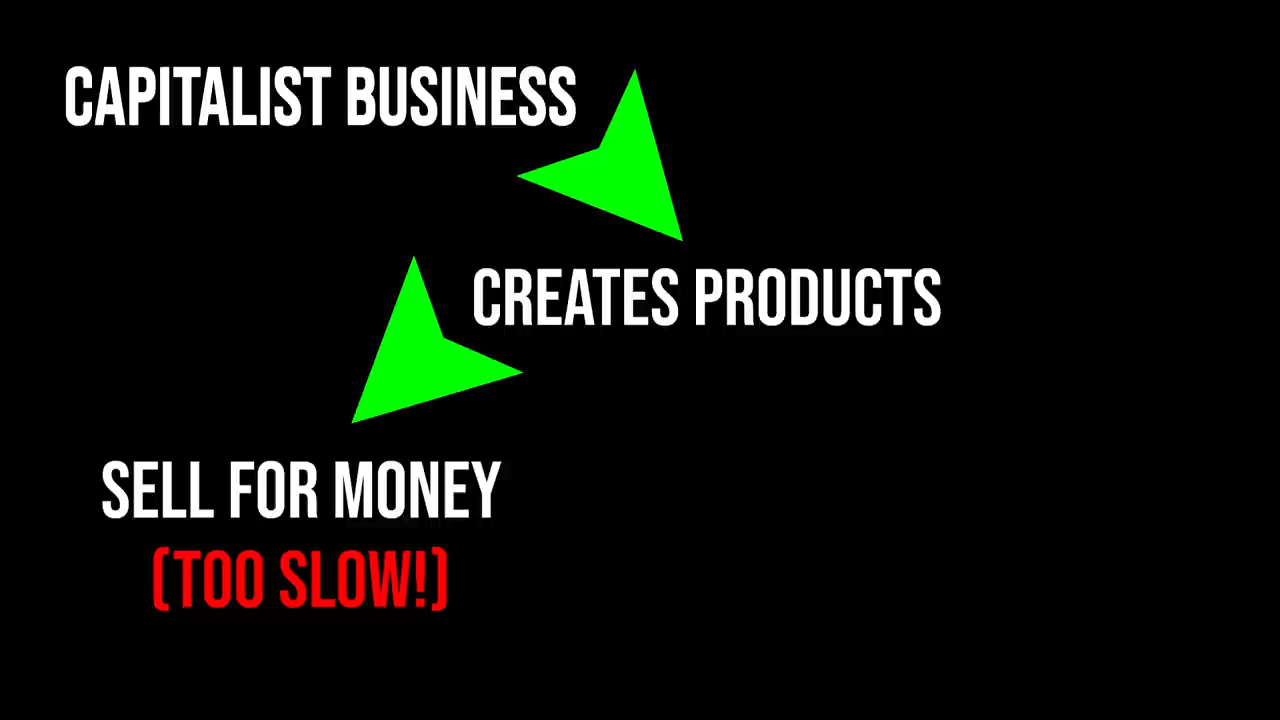 CAPITALIST BUSINESS
CREATES PRODUCTS
SELL FOR MONEY
(TOO SLOW!)